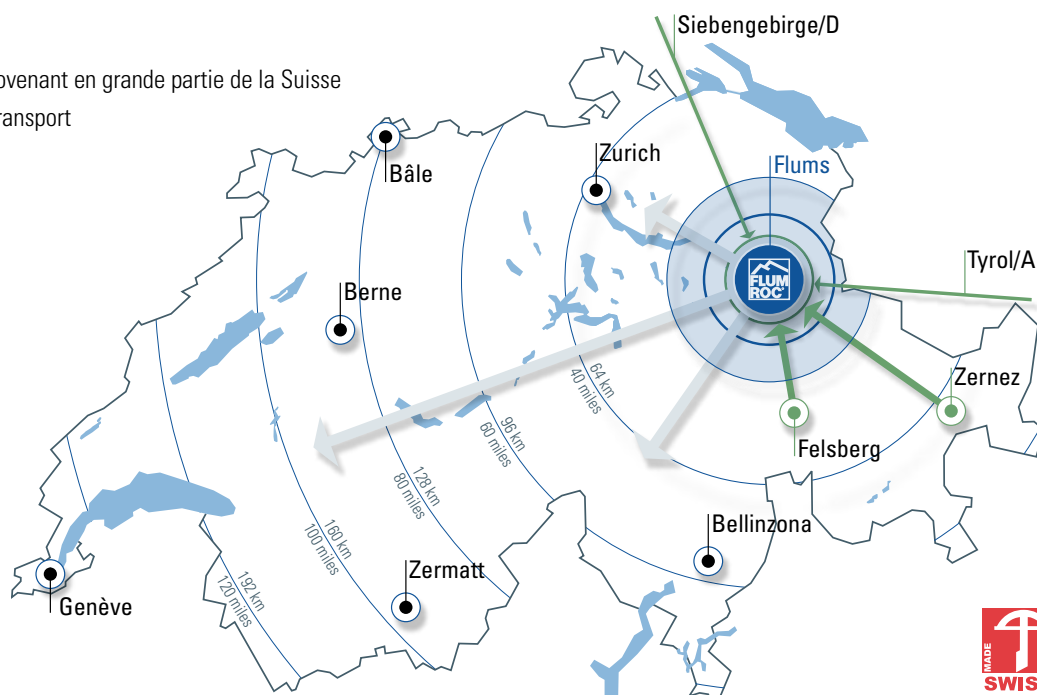 Siebengebirge/D
ovenant en grande partie de la Suisse
ransport
Bâle
Zurich
Flums
FLUM
ROC®
Tyrol/A
Berne
Zernez
64 km
40 miles
96 km
60 miles
Felsberg
128 km
80 miles
160 km
100 miles
Bellinzona
Zermatt
192 km
120 miles
Genève
MADE
SWIS